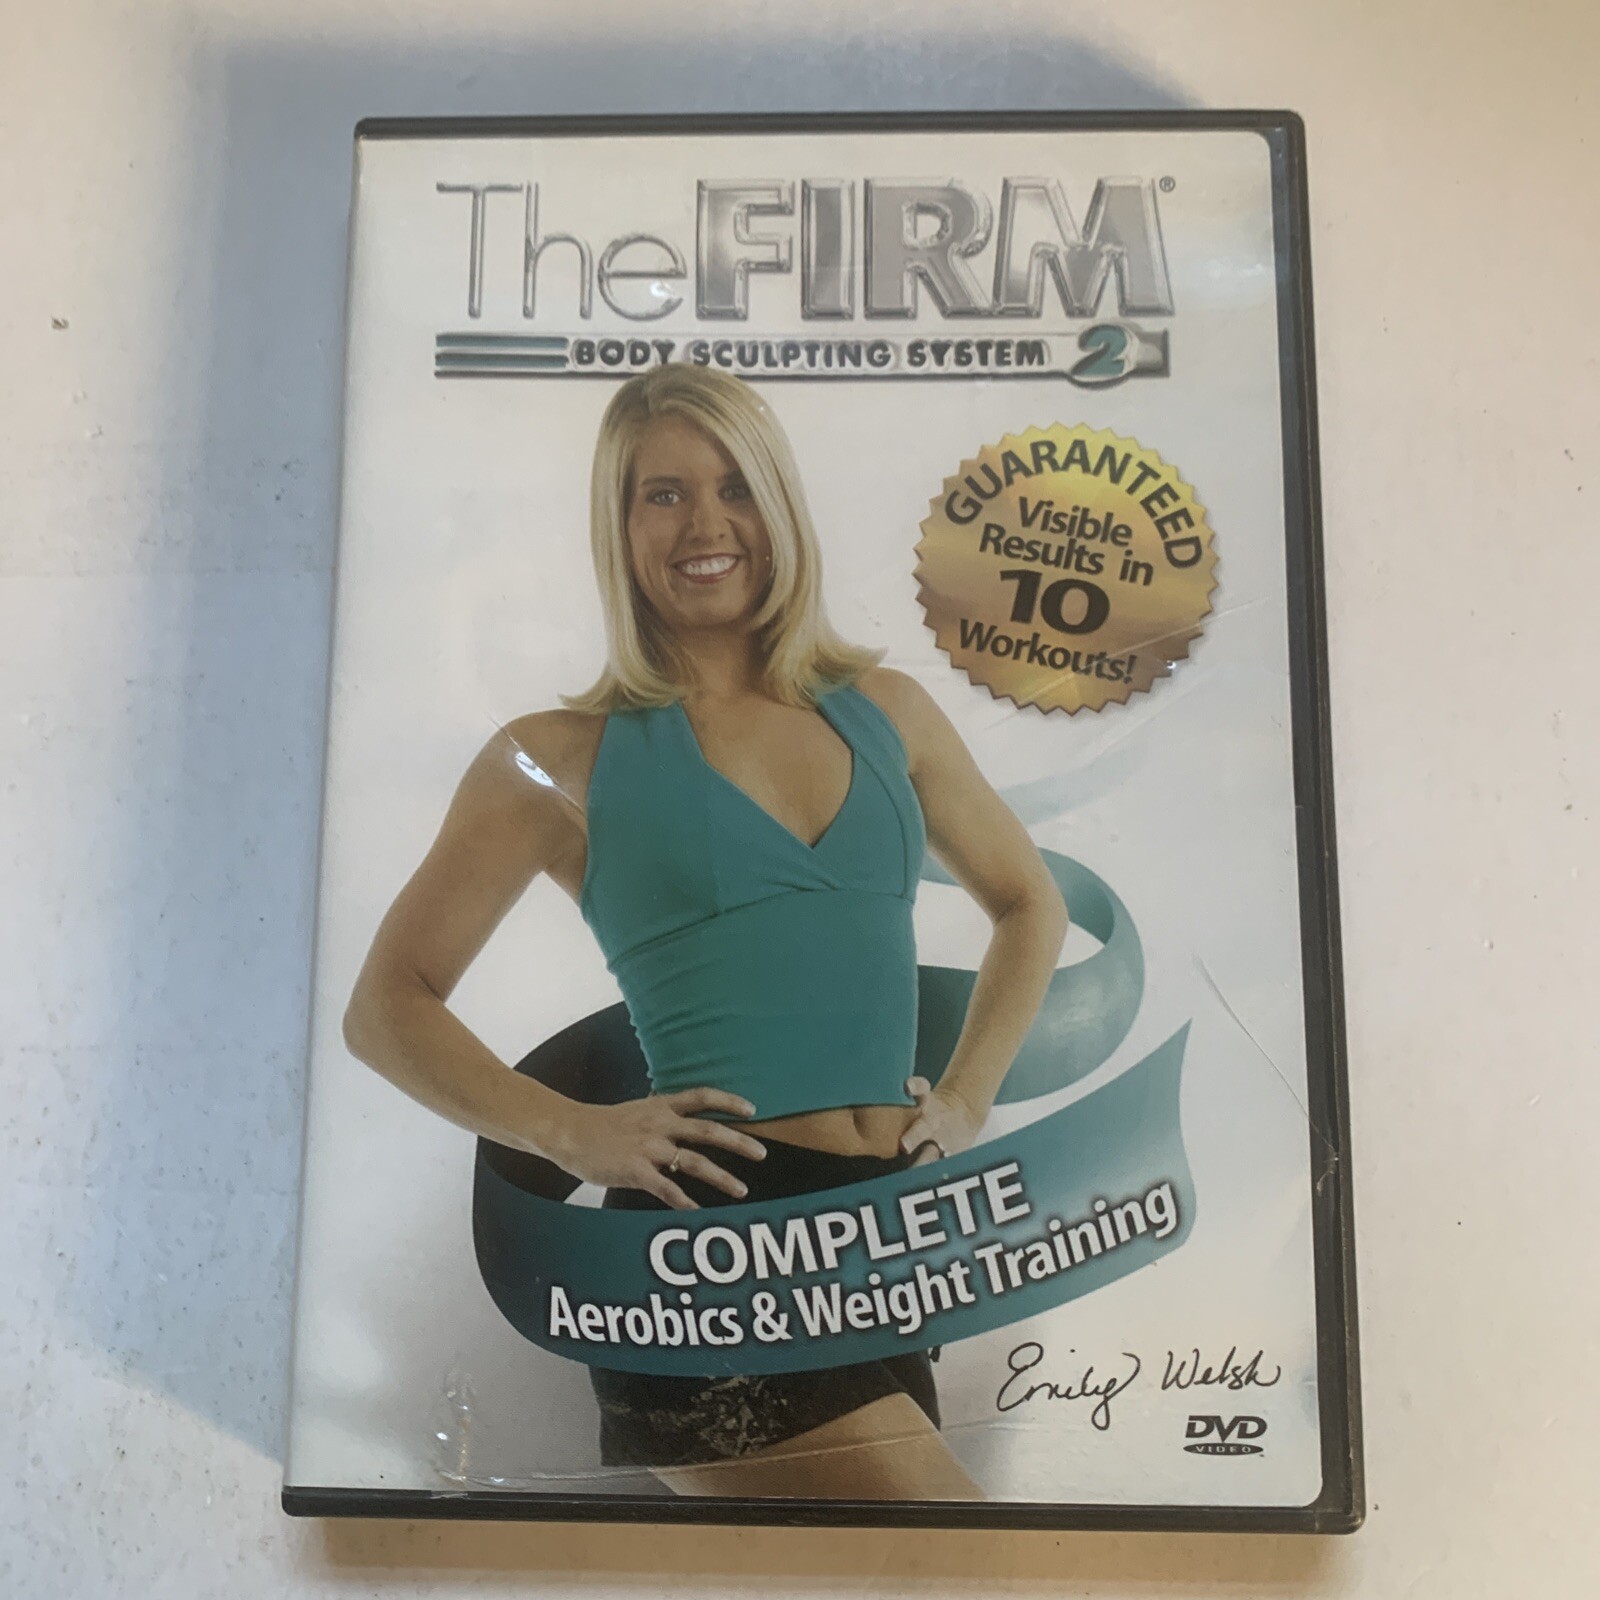 The FIRM®
BODY SCULPTING SYSTEM 2
GUARANTEED
Visible
Results in
10
Workouts!
COMPLETE
Aerobics & Weight Training
Emily Welsh
DVD
VIDEO